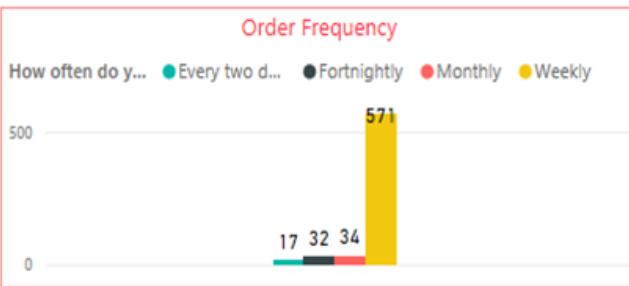 Order Frequency
How often do y... Every two d... Fortnightly Monthly Weekly
571
500
17 32 34
0